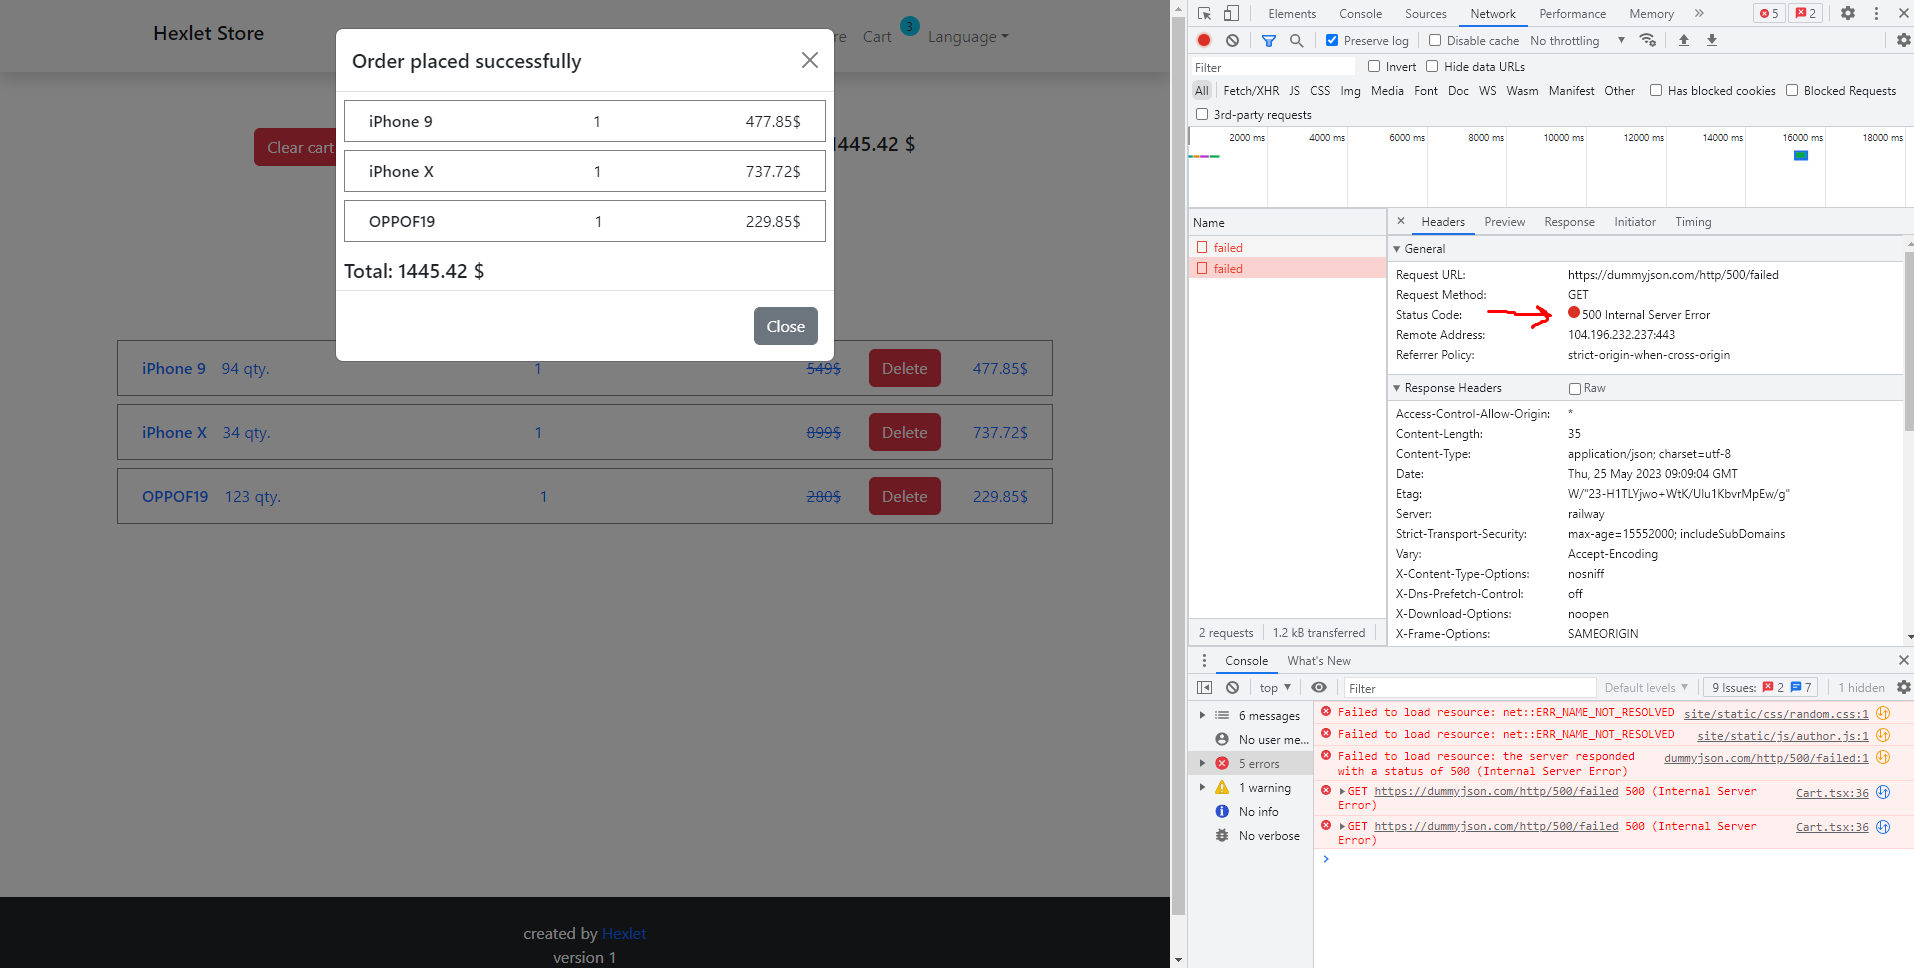 Hexlet Store
re
Cart
3
Language
Order placed successfully
iPhone 9 1 477.85$
iPhone X 1 737.72$
OPPOF19 1 229.85$
Total: 1445.42 $
Close
Clear cart
1445.42 $
iPhone 9 94 qty. 1 549$ Delete 477.85$
iPhone X 34 qty. 1 899$ Delete 737.72$
OPPOF19 123 qty. 1 280$ Delete 229.85$
created by Hexlet
version 1
Elements Console Sources Network Performance Memory » 5 2
Preserve log Disable cache No throttling
Filter Invert Hide data URLs
All Fetch/XHR JS CSS Img Media Font Doc WS Wasm Manifest Other Has blocked cookies Blocked Requests
3rd-party requests
2000 ms 4000 ms 6000 ms 8000 ms 10000 ms 12000 ms 14000 ms 16000 ms 18000 ms
Name
failed
failed
2 requests 1.2 kB transferred
Headers Preview Response Initiator Timing
General
Request URL: https://dummyjson.com/http/500/failed
Request Method: GET
Status Code: 500 Internal Server Error
Remote Address: 104.196.232.237:443
Referrer Policy: strict-origin-when-cross-origin
Response Headers Raw
Access-Control-Allow-Origin: *
Content-Length: 35
Content-Type: application/json; charset=utf-8
Date: Thu, 25 May 2023 09:09:04 GMT
Etag: W/"23-H1TLYjwo+WtK/Ulu1KbvrMpEw/g"
Server: railway
Strict-Transport-Security: max-age=15552000; includeSubDomains
Vary: Accept-Encoding
X-Content-Type-Options: nosniff
X-Dns-Prefetch-Control: off
X-Download-Options: noopen
X-Frame-Options: SAMEORIGIN
Console What's New
top Filter Default levels 9 Issues: 2 7 1 hidden
6 messages
No user me...
5 errors
1 warning
No info
No verbose
Failed to load resource: net::ERR_NAME_NOT_RESOLVED site/static/css/random.css:1
Failed to load resource: net::ERR_NAME_NOT_RESOLVED site/static/js/author.js:1
Failed to load resource: the server responded dummyjson.com/http/500/failed:1
with a status of 500 (Internal Server Error)
GET https://dummyjson.com/http/500/failed 500 (Internal Server Cart.tsx:36
Error)
GET https://dummyjson.com/http/500/failed 500 (Internal Server Cart.tsx:36
Error)